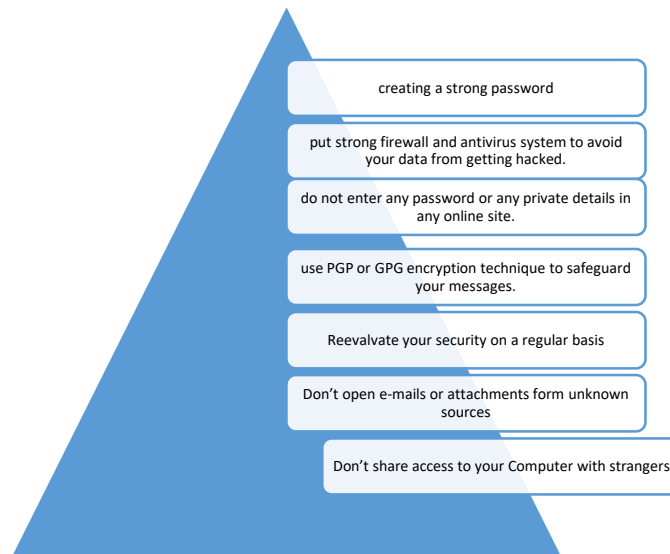 creating a strong password
put strong firewall and antivirus system to avoid
your data from getting hacked.
do not enter any password or any private details in
any online site.
use PGP or GPG encryption technique to safeguard
your messages.
Reevalvate your security on a regular basis
Don’t open e-mails or attachments form unknown
sources
Don’t share access to your Computer with strangers